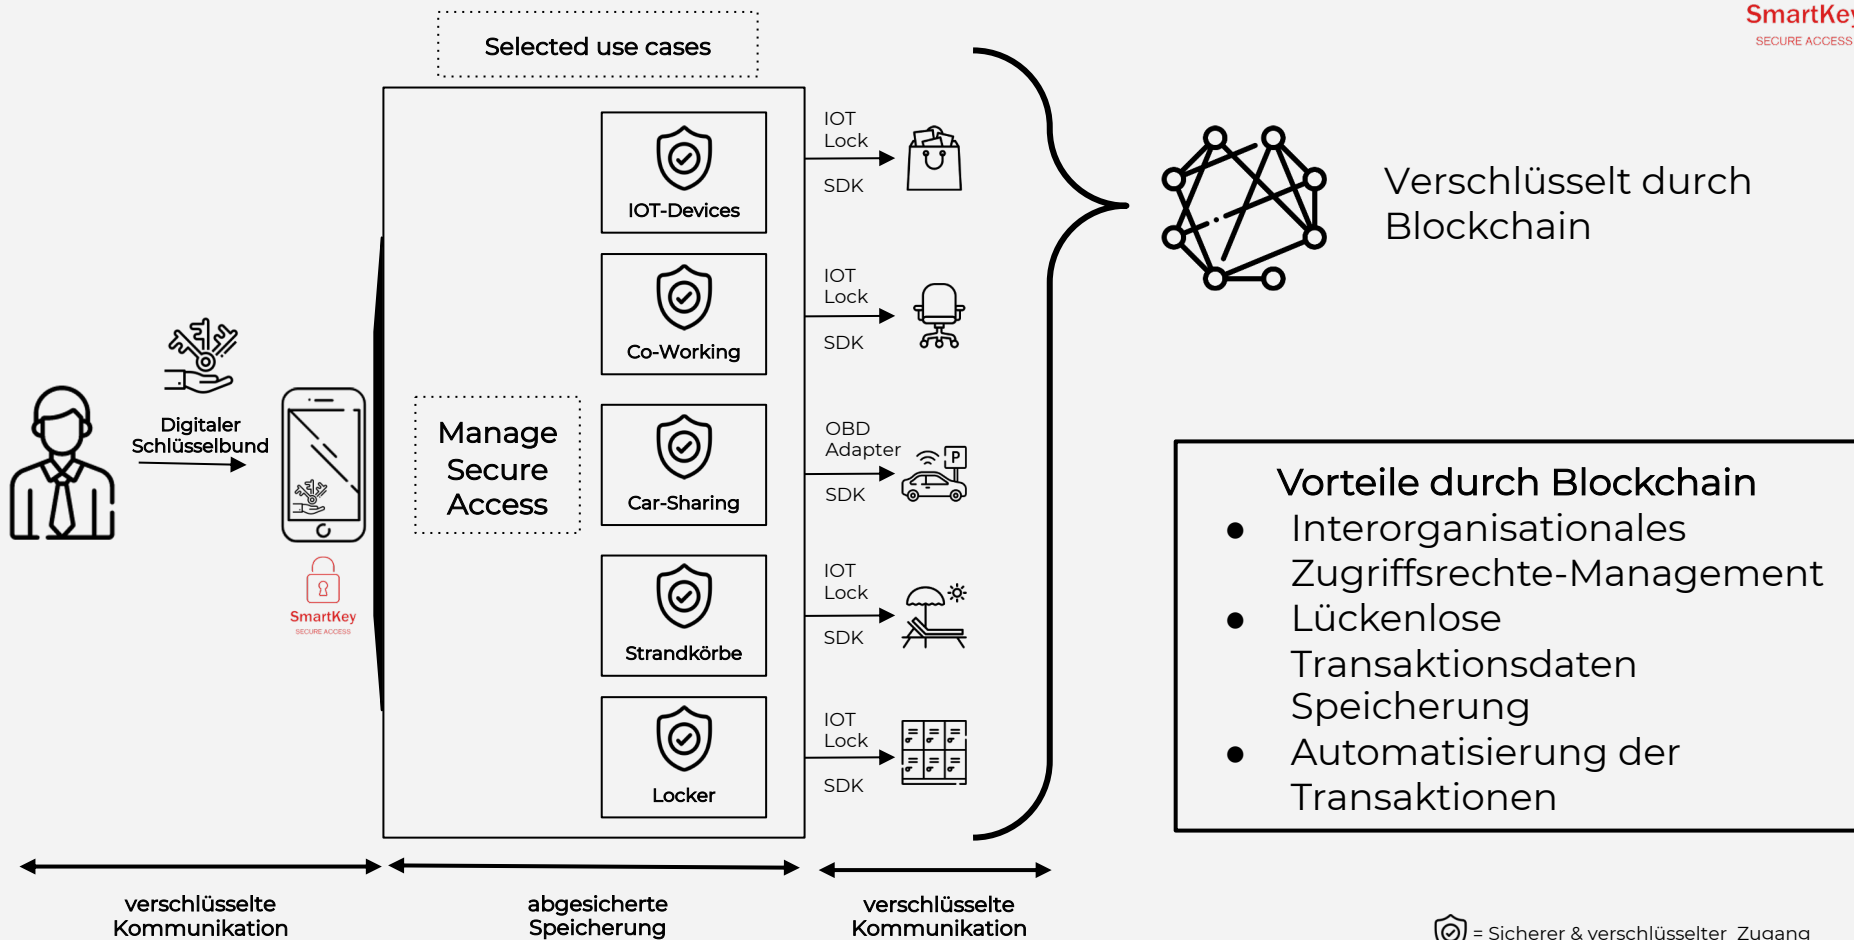 SmartKey
SECURE ACCESS
Selected use cases
IOT-Devices
IOT
Lock
SDK
Co-Working
IOT
Lock
SDK
Digitaler
Schlüsselbund
SmartKey
SECURE ACCESS
Manage
Secure
Access
Car-Sharing
OBD
Adapter
SDK
P
Strandkörbe
IOT
Lock
SDK
Locker
IOT
Lock
SDK
Verschlüsselt durch
Blockchain
Vorteile durch Blockchain
● Interorganisationales
Zugriffsrechte-Management
● Lückenlose
Transaktionsdaten
Speicherung
● Automatisierung der
Transaktionen
verschlüsselte
Kommunikation
abgesicherte
Speicherung
verschlüsselte
Kommunikation
= Sicherer & verschlüsselter Zugang